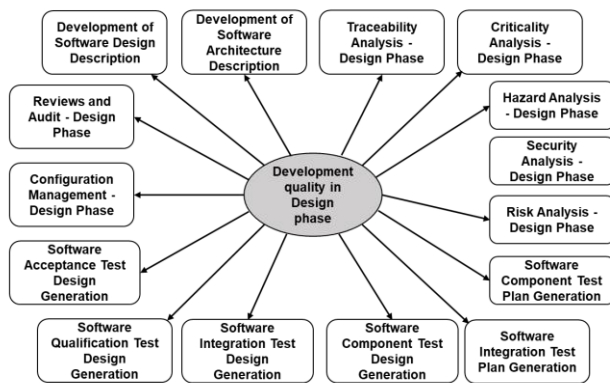 Development of
Software Design
Description
Development of
Software
Architecture
Description
Traceability
Analysis -
Design Phase
Criticality
Analysis -
Design Phase
Reviews and
Audit - Design
Phase
Hazard Analysis
- Design Phase
Security
Analysis -
Design Phase
Development
quality in
Design
phase
Configuration
Management -
Design Phase
Risk Analysis -
Design Phase
Software
Acceptance Test
Design
Generation
Software
Component Test
Plan Generation
Software
Qualification Test
Design
Generation
Software
Integration Test
Design
Generation
Software
Component Test
Design
Generation
Software
Integration Test
Plan Generation